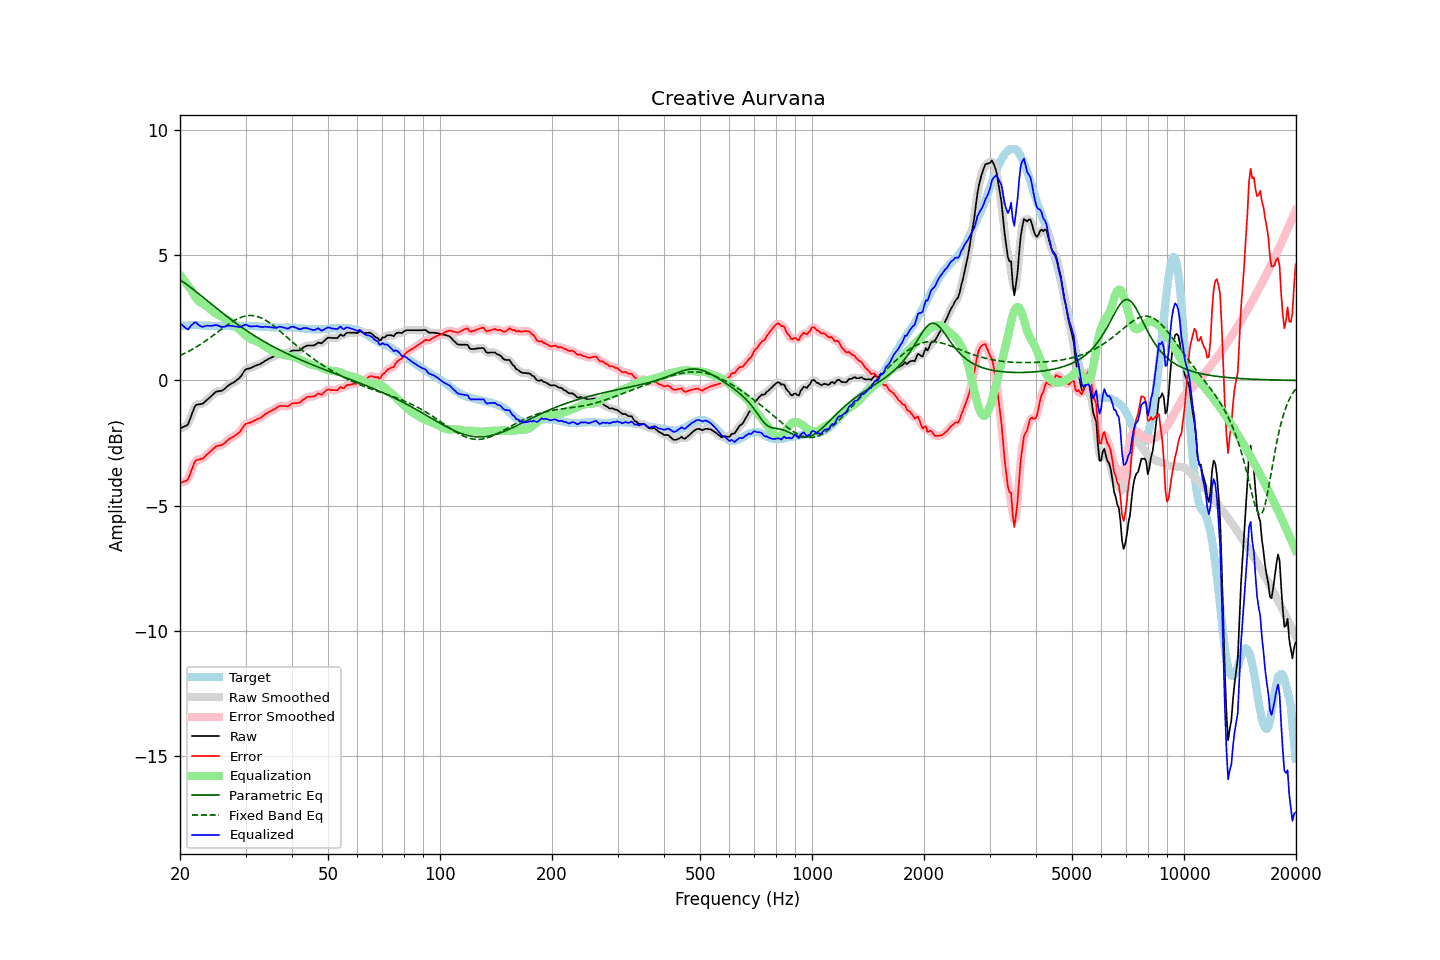 Creative Aurvana
10
5
0
−5
−10
−15
Amplitude (dBr)
Target
Raw Smoothed
Error Smoothed
Raw
Error
Equalization
Parametric Eq
Fixed Band Eq
Equalized
20 50 100 200 500 1000 2000 5000 10000 20000
Frequency (Hz)